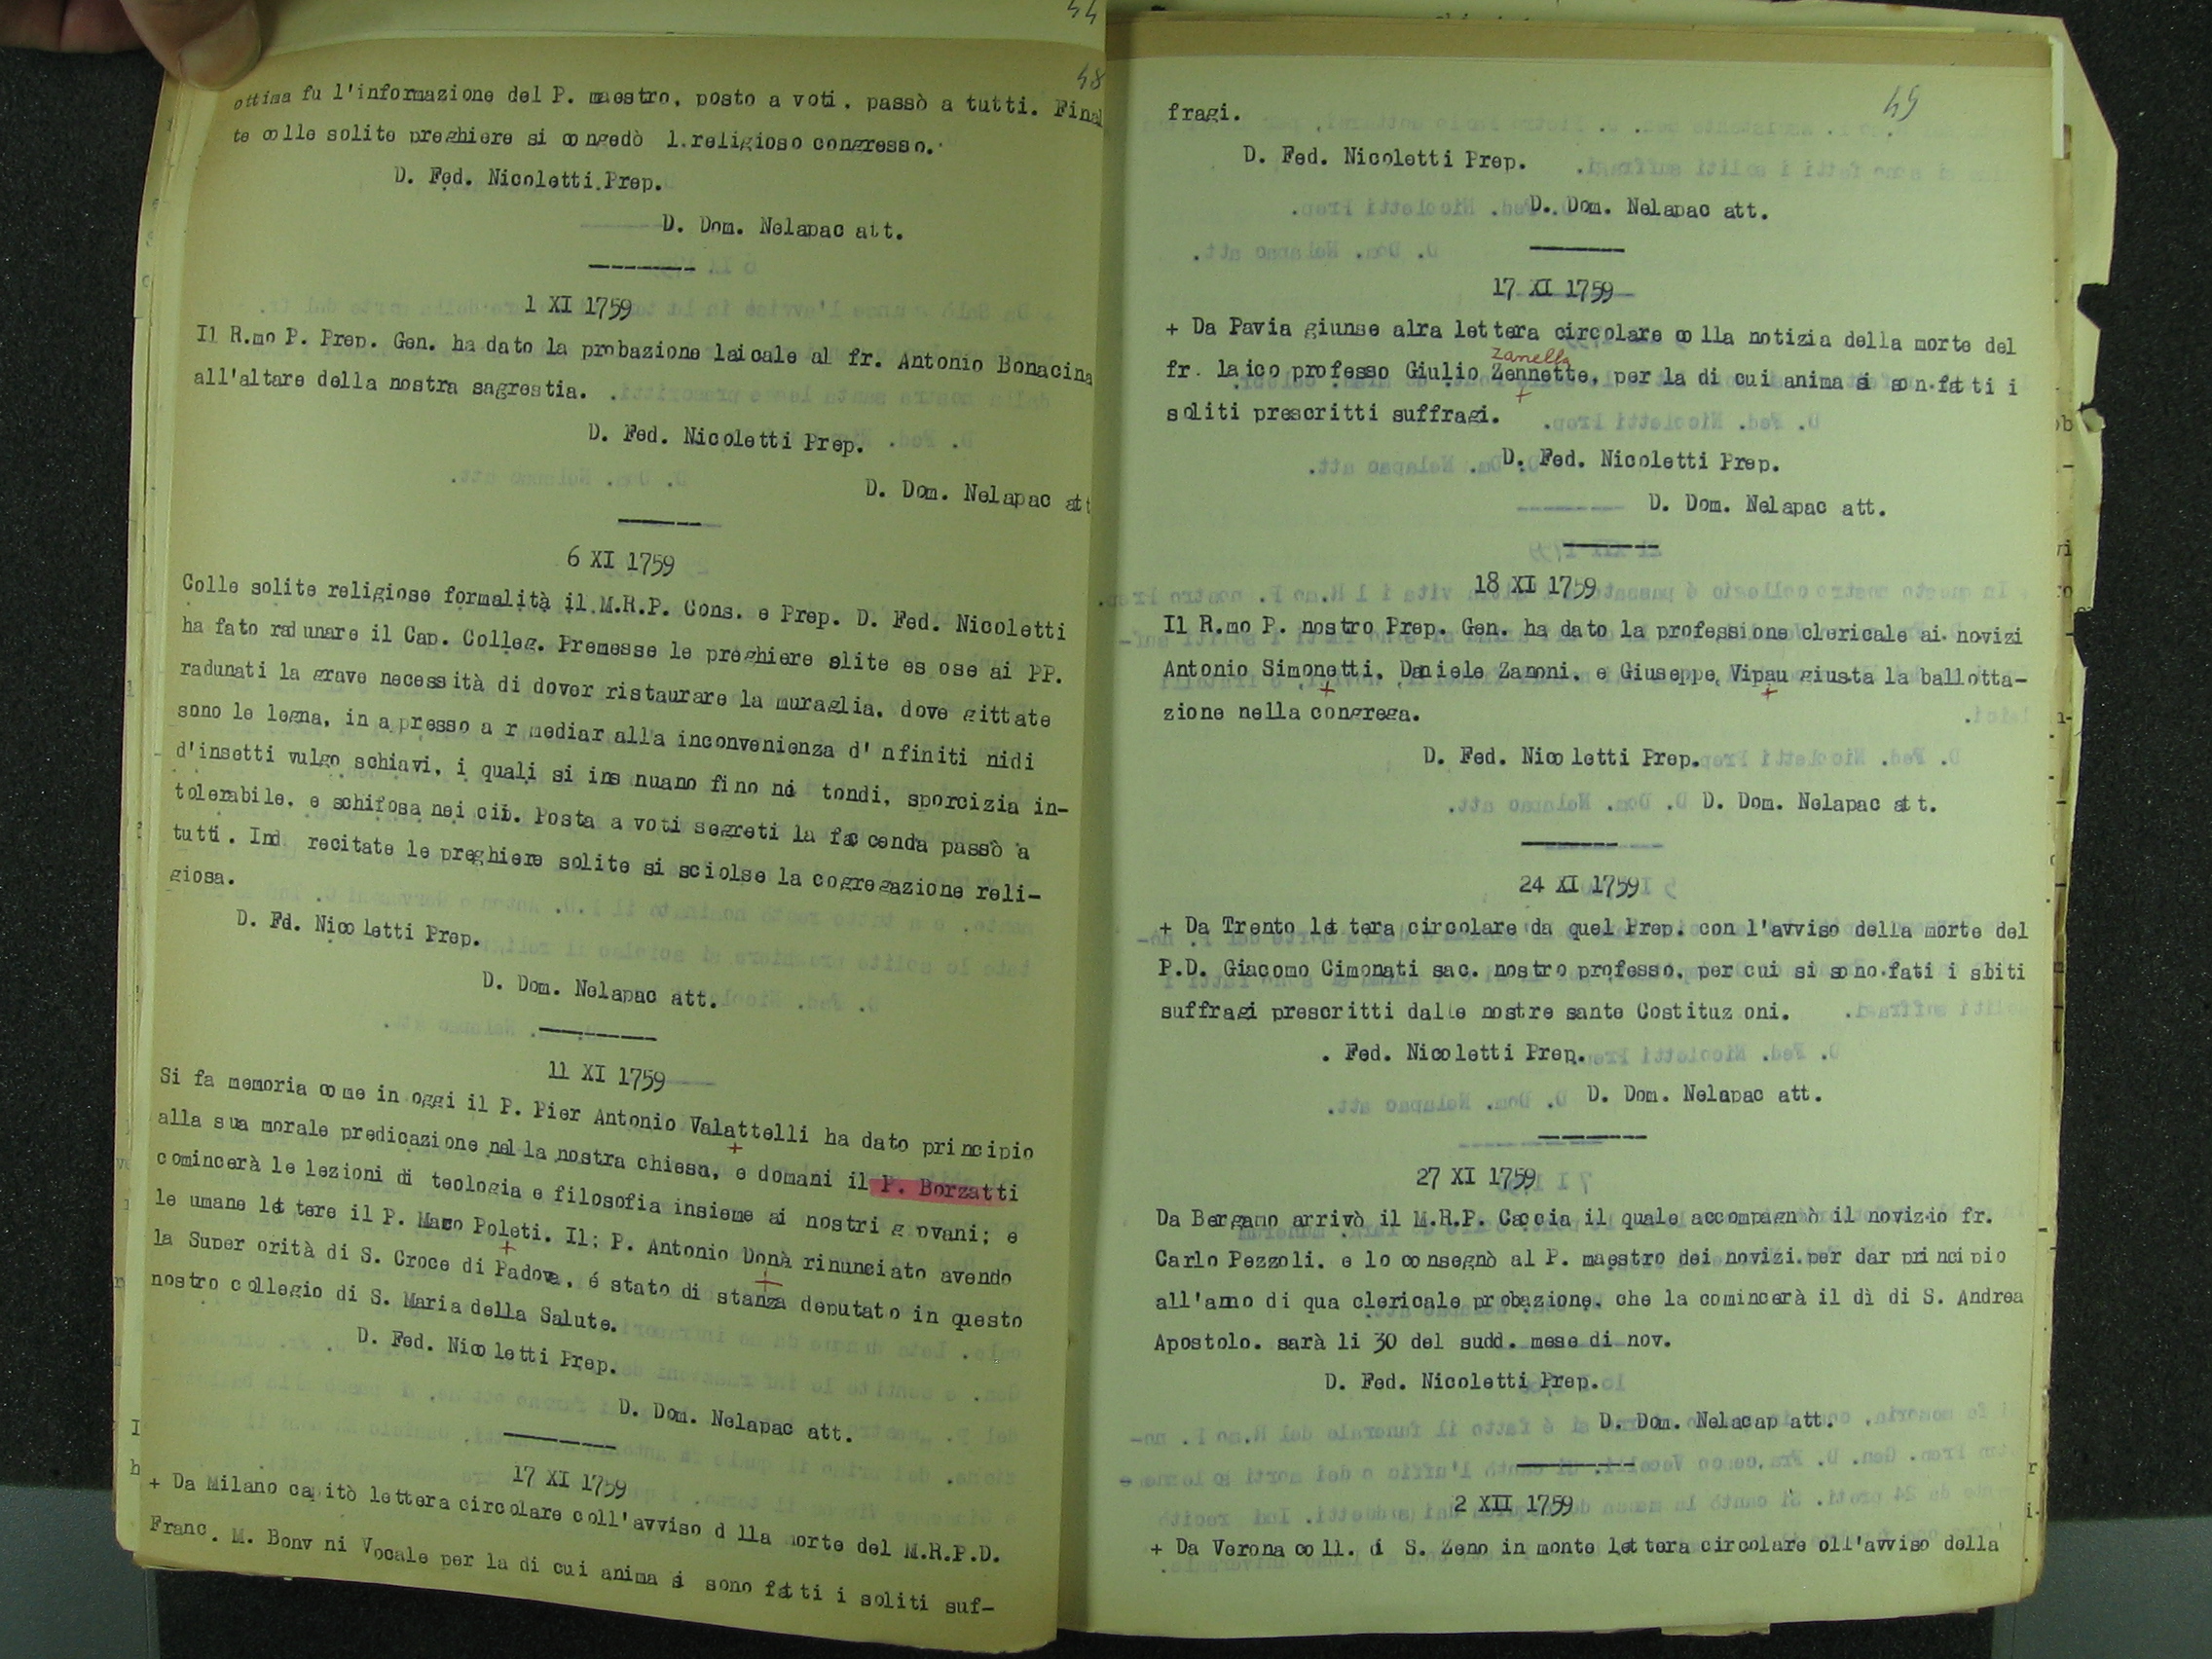 44
48
ottima fu l'informazione del P. maestro, posto a voti, passò a tutti. Final
te colle solite preghiere si congedò l.religioso congresso.
D. Fed. Nicoletti Prep.
D. Dom. Nelapac att.
1 XI 1759
Il R.mo P. Prep. Gen. ha dato la probazione laicale al fr. Antonio Bonacina
all'altare della nostra sagrestia.
D. Fed. Nicoletti Prep.
D. Dom. Nelapac att
6 XI 1759
Colle solite religiose formalità il M.R.P. Cons. e Prep. D. Fed. Nicoletti
ha fato radunare il Cap. Colleg. Premesse le preghiere slite es ose ai PP.
radunati la grave necessità di dover ristaurare la muraglia, dove gittate
sono le legna, in apresso a r mediar alla inconvenienza d' nfiniti nidi
d'insetti vulgo schiavi, i quali si ins nuano fino nei tondi, sporcizia in-
tolerabile, e schifosa nei cibi. Posta a voti segreti la faccenda passò a
tutti. Ind recitate le preghiere solite si sciolse la cogregazione reli-
giosa.
D. Fd. Nicoletti Prep.
D. Dom. Nelapac att.
11 XI 1759
Si fa memoria come in oggi il P. Pier Antonio Valattelli ha dato principio
alla sua morale predicazione nella nostra chiesa, e domani il P. Borzatti
comincerà le lezioni di teologia e filosofia insieme ai nostri g ovani; e
le umane lettere il P. Marco Poleti. Il; P. Antonio Donà rinunciato avendo
la Super orità di S. Croce di Padova, é stato di stanza deputato in questo
nostro collegio di S. Maria della Salute.
D. Fed. Nicoletti Prep.
D. Dom. Nelapac att.
17 XI 1759
+ Da Milano capitò lettera circolare coll'avviso d lla morte del M.R.P.D.
Franc. M. Bonv ni Vocale per la di cui anima si sono fatti i soliti suf-
49
fragi.
D. Fed. Nicoletti Prep.
D. Dom. Nelapac att.
17 XI 1759
+ Da Pavia giunse alra lettera circolare colla notizia della morte del
zanella
fr. laico professo Giulio Zennette, per la di cui anima si son fatti i
soliti prescritti suffragi.
D. Fed. Nicoletti Prep.
D. Dom. Nelapac att.
18 XI 1759
Il R.mo P. nostro Prep. Gen. ha dato la professione clericale ai novizi
Antonio Simonetti, Daniele Zanoni, e Giuseppe Vipau giusta la ballotta-
zione nella congrega.
D. Fed. Nicoletti Prep.
D. Dom. Nelapac att.
24 XI 1759
+ Da Trento lettera circolare da quel Prep. con l'avviso della morte del
P.D. Giacomo Cimonati sac. nostro professo, per cui si sono fati i sliti
suffragi prescritti dalle nostre sante Costituz oni.
. Fed. Nicoletti Prep.
D. Dom. Nelapac att.
27 XI 1759
Da Bergamo arrivò il M.R.P. Caccia il quale accompagnò il novizio fr.
Carlo Pezzoli, e lo consegnò al P. maestro dei novizi per dar principio
all'anno di qua clericale probazione, che la comincerà il dì di S. Andrea
Apostolo, sarà li 30 del sudd. mese di nov.
D. Fed. Nicoletti Prep.
D. Dom. Nelacap att.
2 XII 1759
+ Da Verona coll. di S. Zeno in monte lettera circolare oll'avviso della